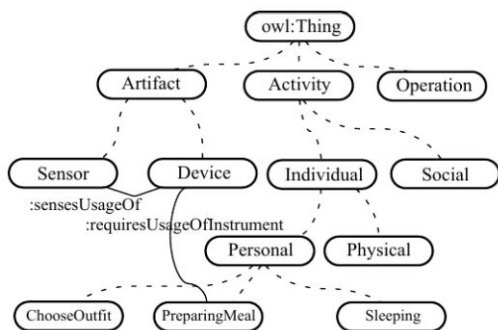 owl:Thing
Artifact
Activity
Operation
Sensor
Device
Individual
Social
:sensesUsageOf
:requiresUsageOfInstrument
Personal
Physical
ChooseOutfit
PreparingMeal
Sleeping